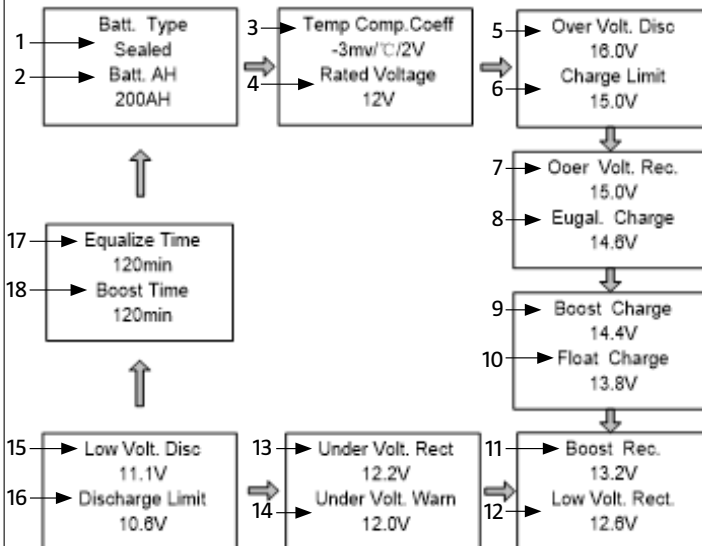 1
Batt. Type
Sealed
2
Batt. AH
200AH
3
Temp Comp.Coeff
-3mv/℃/2V
4
Rated Voltage
12V
5
Over Volt. Disc
16.0V
6
Charge Limit
15.0V
7
Ooer Volt. Rec.
15.0V
8
Eugal. Charge
14.6V
9
Boost Charge
14.4V
10
Float Charge
13.8V
11
Boost Rec.
13.2V
12
Low Volt. Rect.
12.6V
13
Under Volt. Rect
12.2V
14
Under Volt. Warn
12.0V
15
Low Volt. Disc
11.1V
16
Discharge Limit
10.6V
17
Equalize Time
120min
18
Boost Time
120min